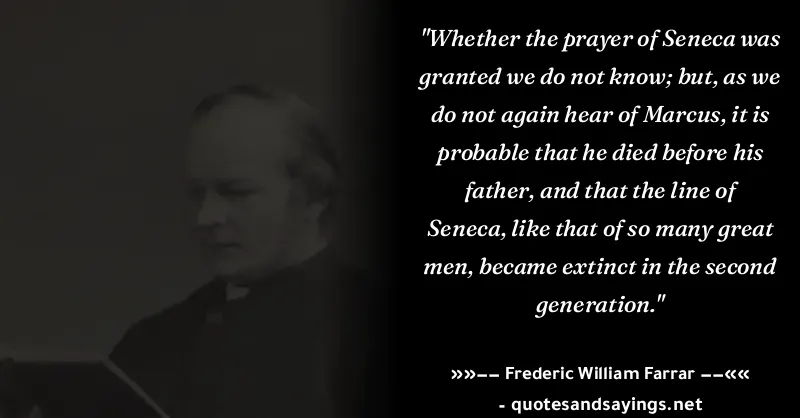 "Whether the prayer of Seneca was
granted we do not know; but, as we
do not again hear of Marcus, it is
probable that he died before his
father, and that the line of
Seneca, like that of so many great
men, became extinct in the second
generation."
»»−− Frederic William Farrar −−««
- quotesandsayings.net